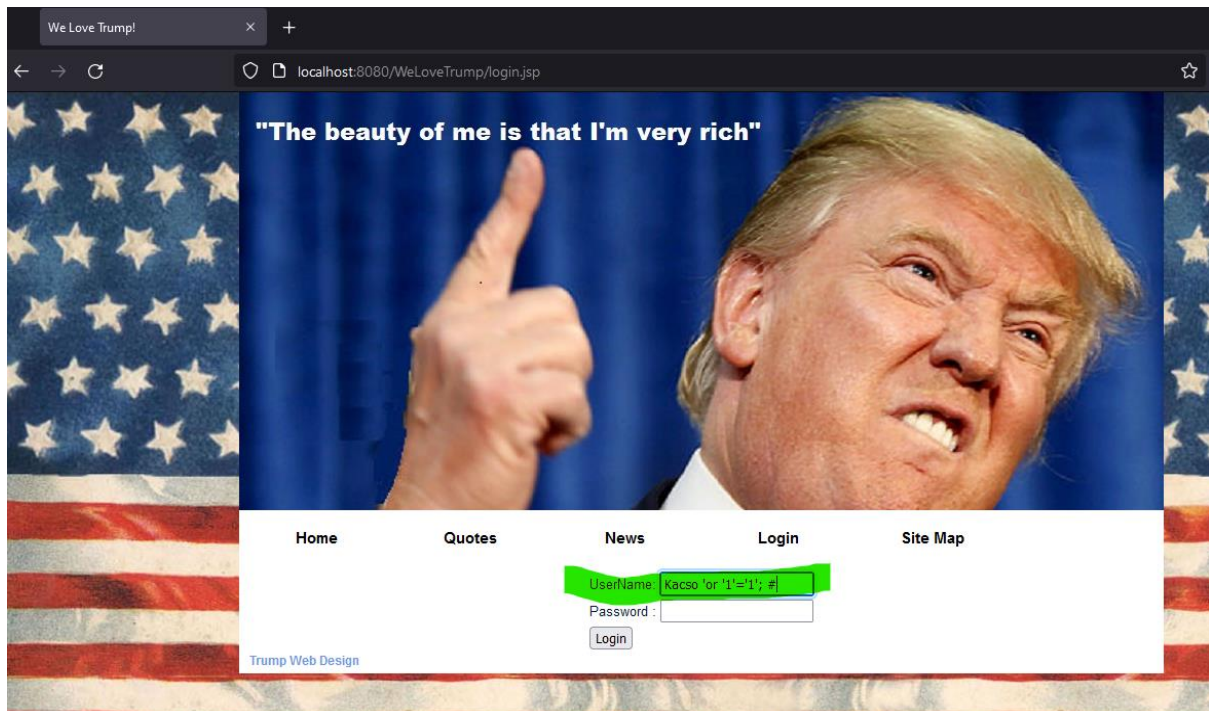 We Love Trump!
localhost:8080/WeLoveTrump/login.jsp
"The beauty of me is that I'm very rich"
Home Quotes News Login Site Map
UserName: Kacso 'or '1'='1'; #
Password :
Login
Trump Web Design